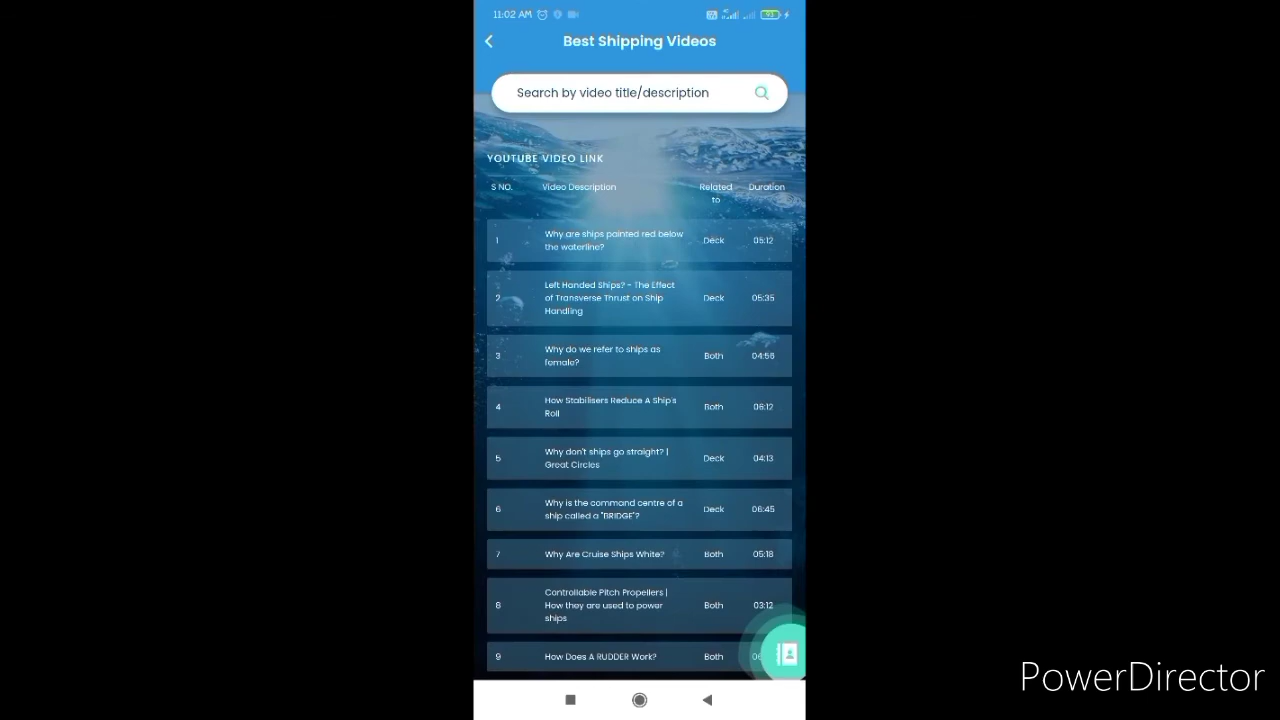 11:02 AM
93
Best Shipping Videos
Search by video title/description
YOUTUBE VIDEO LINK
S NO. Video Description Related to Duration
1 Why are ships painted red below the waterline? Deck 05:12
2 Left Handed Ships? - The Effect of Transverse Thrust on Ship Handling Deck 05:35
3 Why do we refer to ships as female? Both 04:56
4 How Stabilisers Reduce A Ship's Roll Both 06:12
5 Why don't ships go straight? | Great Circles Deck 04:13
6 Why is the command centre of a ship called a "BRIDGE"? Deck 06:45
7 Why Are Cruise Ships White? Both 05:18
8 Controllable Pitch Propellers | How they are used to power ships Both 03:12
9 How Does A RUDDER Work? Both
PowerDirector